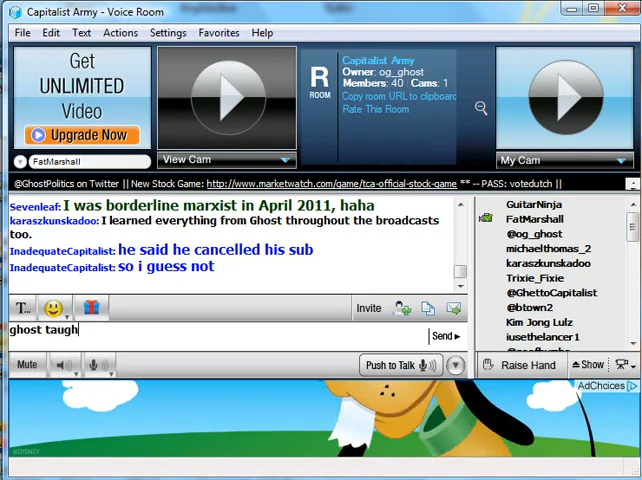 Capitalist Army - Voice Room
File Edit Text Actions Settings Favorites Help
Get
UNLIMITED
Video
Upgrade Now
FatMarshall
View Cam
R
ROOM
Capitalist Army
Owner: og_ghost
Members: 40 Cams: 1
Copy room URL to clipboarc
Rate This Room
My Cam
@GhostPolitics on Twitter || New Stock Game: http://www.marketwatch.com/game/tca-official-stock-game ** -- PASS: votedutch ||
Sevenleaf: I was borderline marxist in April 2011, haha
karaszkunskadoo: I learned everything from Ghost throughout the broadcasts
too.
InadequateCapitalist: he said he cancelled his sub
InadequateCapitalist: so i guess not
GuitarNinja
FatMarshall
@og_ghost
michaelthomas_2
karaszkunskadoo
Trixie_Fixie
@GhettoCapitalist
@btown2
Kim Jong Lulz
iusethelancer1
T...
Invite
ghost taugh
Send
Mute
Push to Talk
Raise Hand
Show
AdChoices
©DISNEY